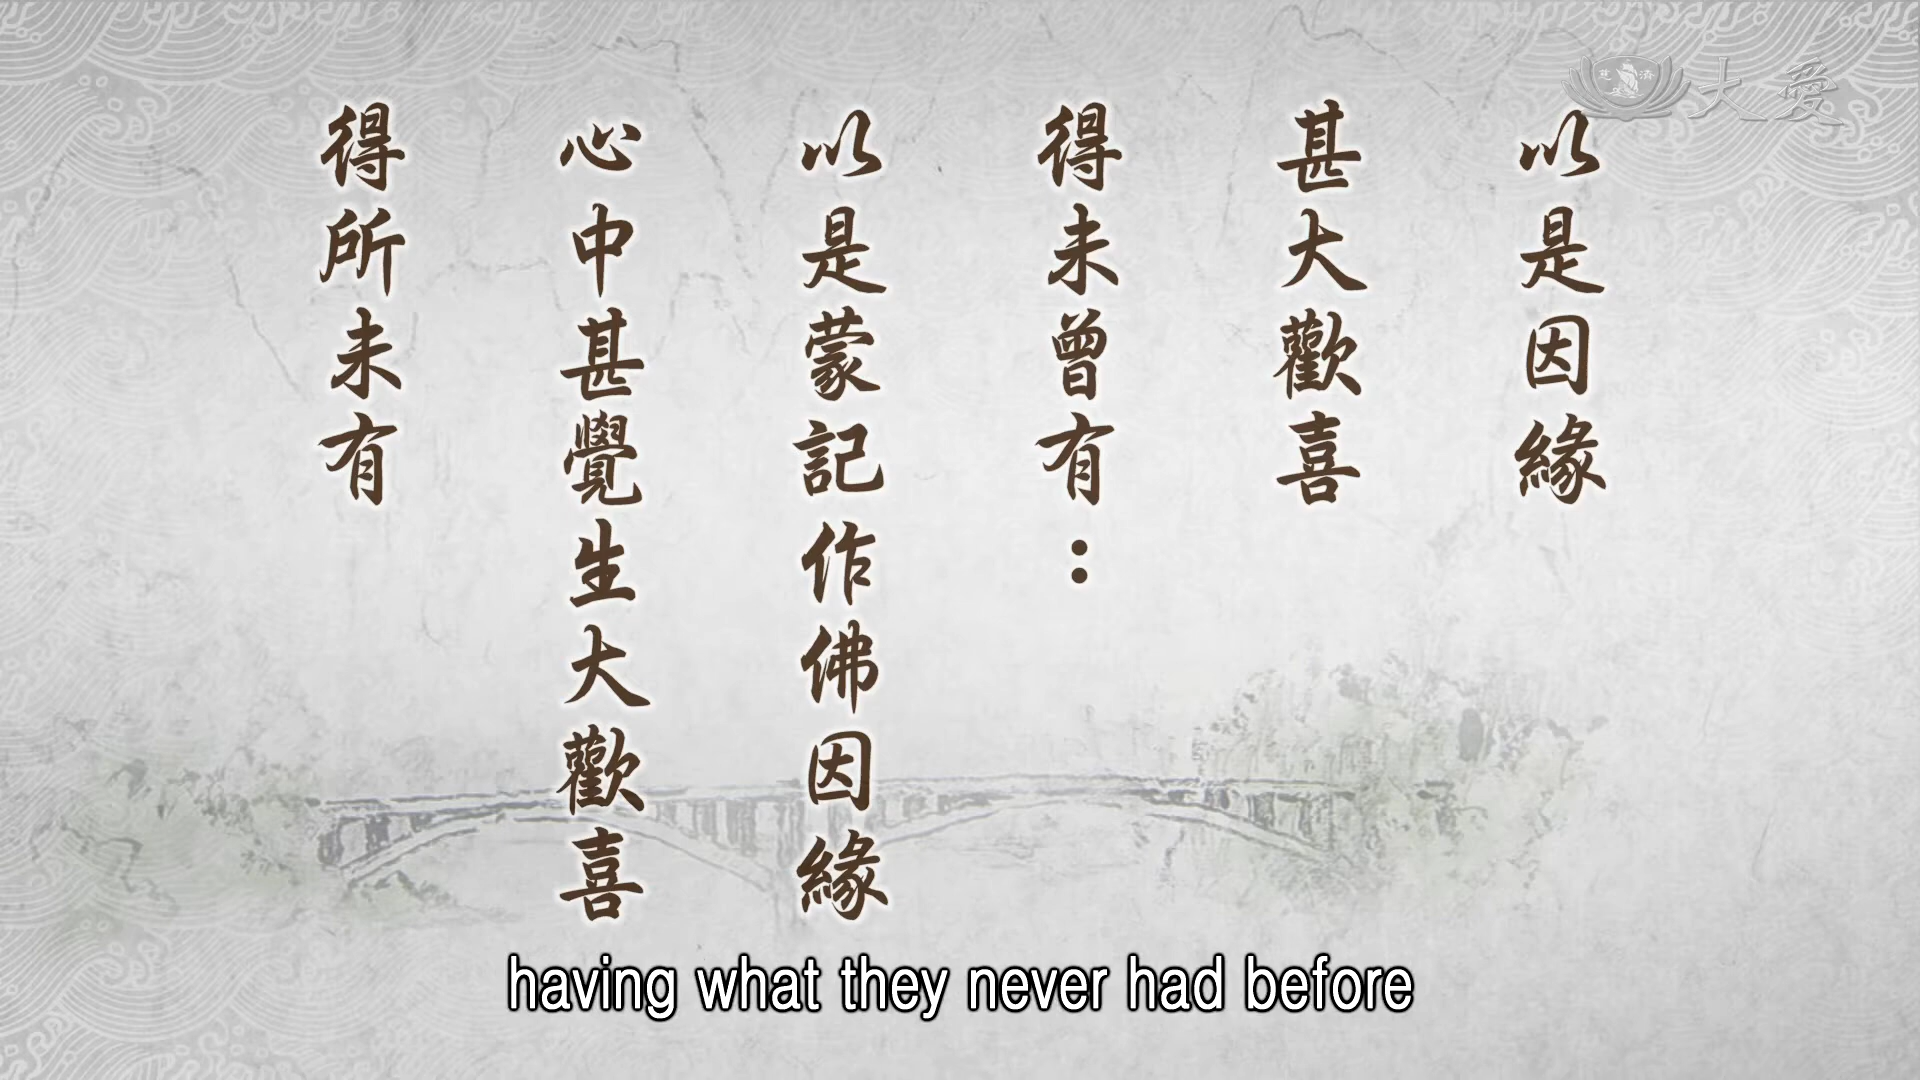 以是因緣
甚大歡喜
得未曾有：
以是蒙記作佛因緣
心中甚覺生大歡喜
得所未有
having what they never had before
慈濟
大愛